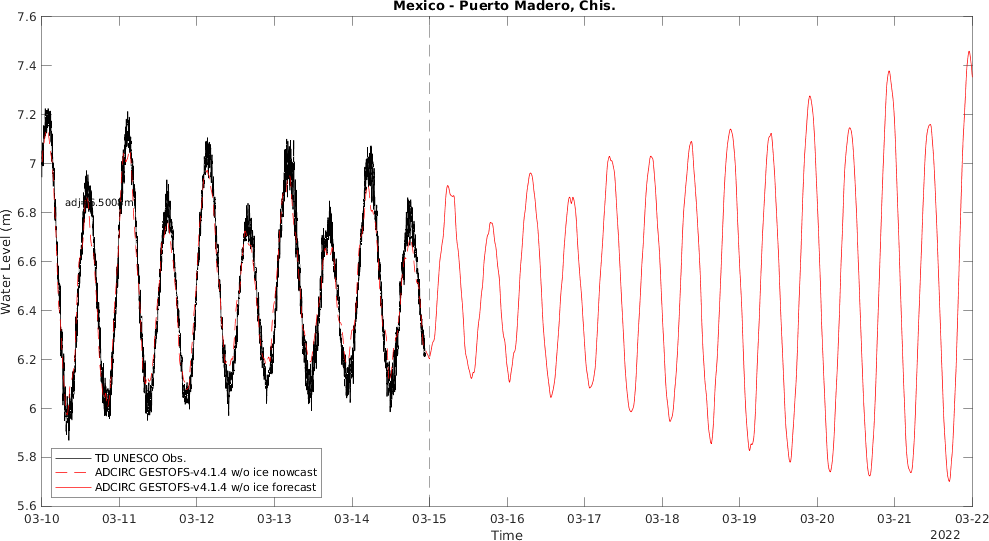 Mexico - Puerto Madero, Chis.
7.6
7.4
7.2
7
6.8
6.6
6.4
6.2
6
5.8
5.6
Water Level (m)
TD UNESCO Obs.
ADCIRC GESTOFS-v4.1.4 w/o ice nowcast
ADCIRC GESTOFS-v4.1.4 w/o ice forecast
03-10 03-11 03-12 03-13 03-14 03-15 03-16 03-17 03-18 03-19 03-20 03-21 03-22
Time
2022